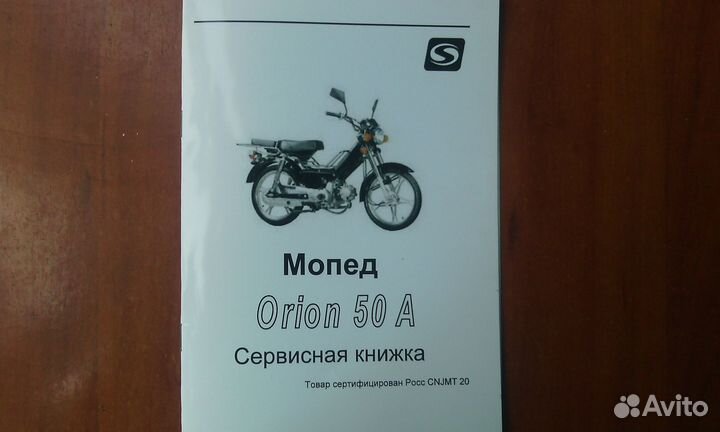 S
Мопед
Orion 50 A
Сервисная книжка
Товар сертифицирован Росс CNJMT 20
Avito